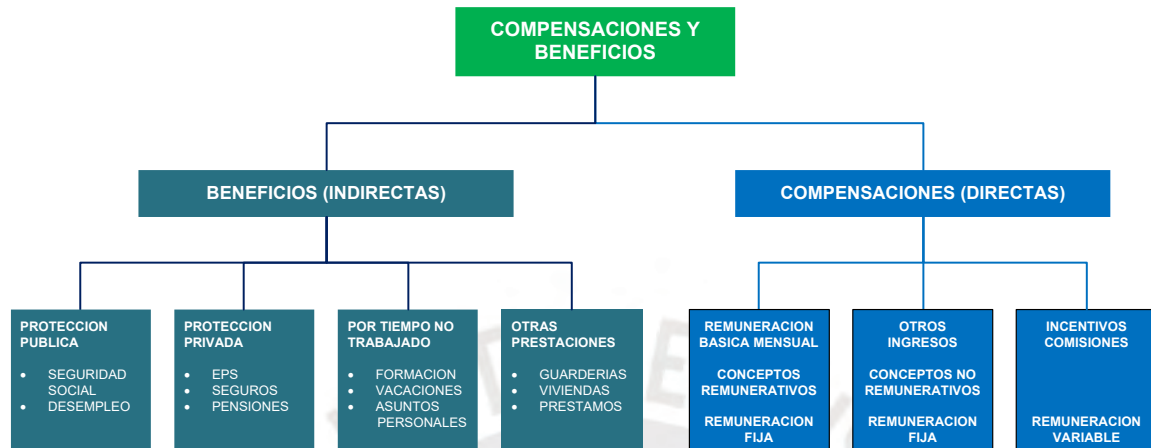 COMPENSACIONES Y
BENEFICIOS
BENEFICIOS (INDIRECTAS)
COMPENSACIONES (DIRECTAS)
PROTECCION
PUBLICA
• SEGURIDAD
SOCIAL
• DESEMPLEO
PROTECCION
PRIVADA
• EPS
• SEGUROS
• PENSIONES
POR TIEMPO NO
TRABAJADO
• FORMACION
• VACACIONES
• ASUNTOS
PERSONALES
OTRAS
PRESTACIONES
• GUARDERIAS
• VIVIENDAS
• PRESTAMOS
REMUNERACION
BASICA MENSUAL
CONCEPTOS
REMUNERATIVOS
REMUNERACION
FIJA
OTROS
INGRESOS
CONCEPTOS NO
REMUNERATIVOS
REMUNERACION
FIJA
INCENTIVOS
COMISIONES
REMUNERACION
VARIABLE